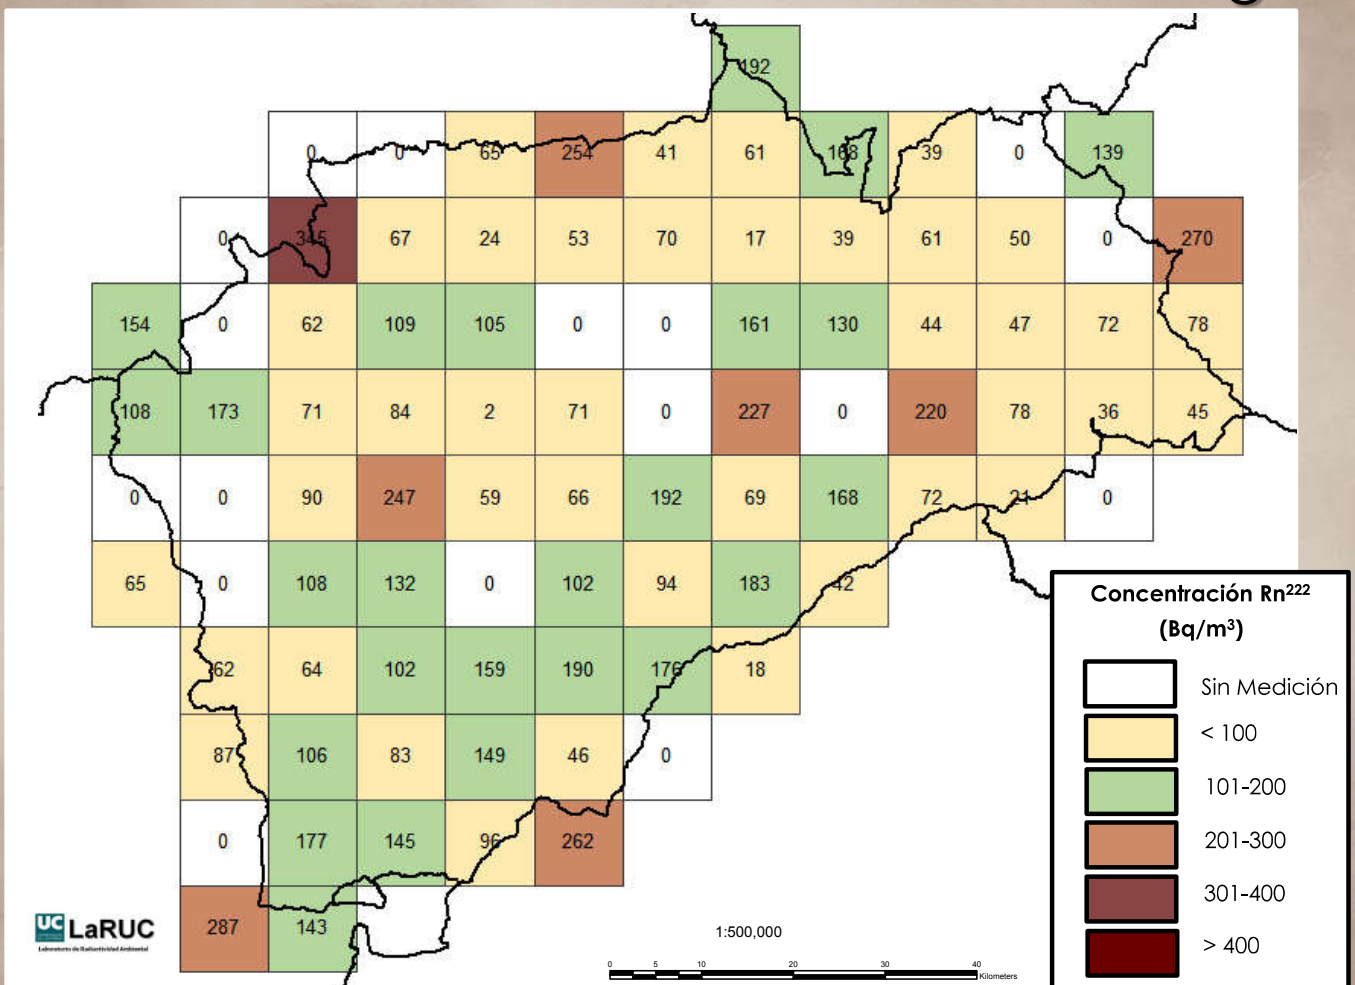 192
0 0 65 254 41 61 168 39 0 139
0 345 67 24 53 70 17 39 61 50 0 270
154 0 62 109 105 0 0 161 130 44 47 72 78
108 173 71 84 2 71 0 227 0 220 78 36 45
0 0 90 247 59 66 192 69 168 72 21 0
65 0 108 132 0 102 94 183 42
62 64 102 159 190 176 18
87 106 83 149 46 0
0 177 145 96 262
287 143
Concentración Rn²²²
(Bq/m³)
Sin Medición
< 100
101-200
201-300
301-400
> 400
UC LaRUC
Laboratorio de Radiactividad Ambiental
1:500,000
0 5 10 20 30 40
Kilometers